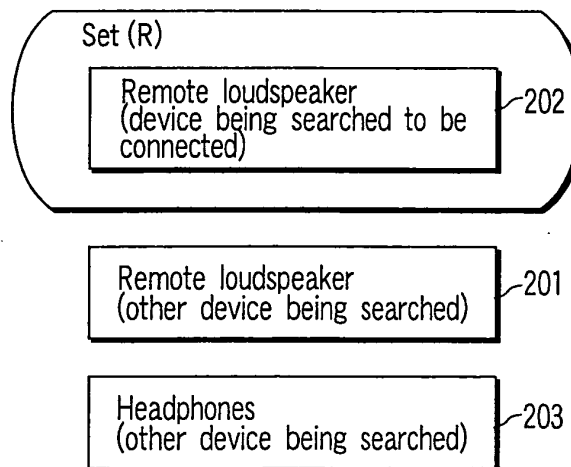 Set (R)
Remote loudspeaker
(device being searched to be
connected)
202
Remote loudspeaker
(other device being searched)
201
Headphones
(other device being searched)
203